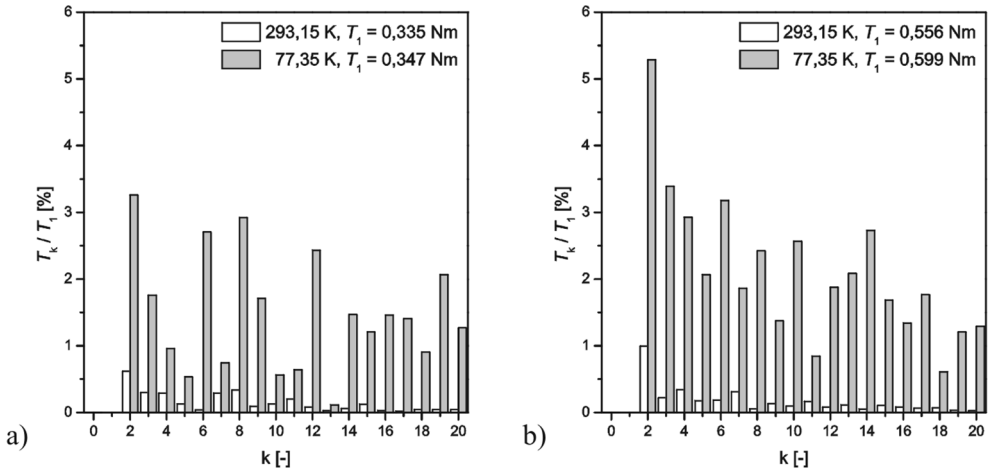 6
5
4
3
2
1
0
T_k / T_1 [%]
293,15 K, T_1 = 0,335 Nm
77,35 K, T_1 = 0,347 Nm
0 2 4 6 8 10 12 14 16 18 20
k [-]
a)
6
5
4
3
2
1
0
T_k / T_1 [%]
293,15 K, T_1 = 0,556 Nm
77,35 K, T_1 = 0,599 Nm
0 2 4 6 8 10 12 14 16 18 20
k [-]
b)